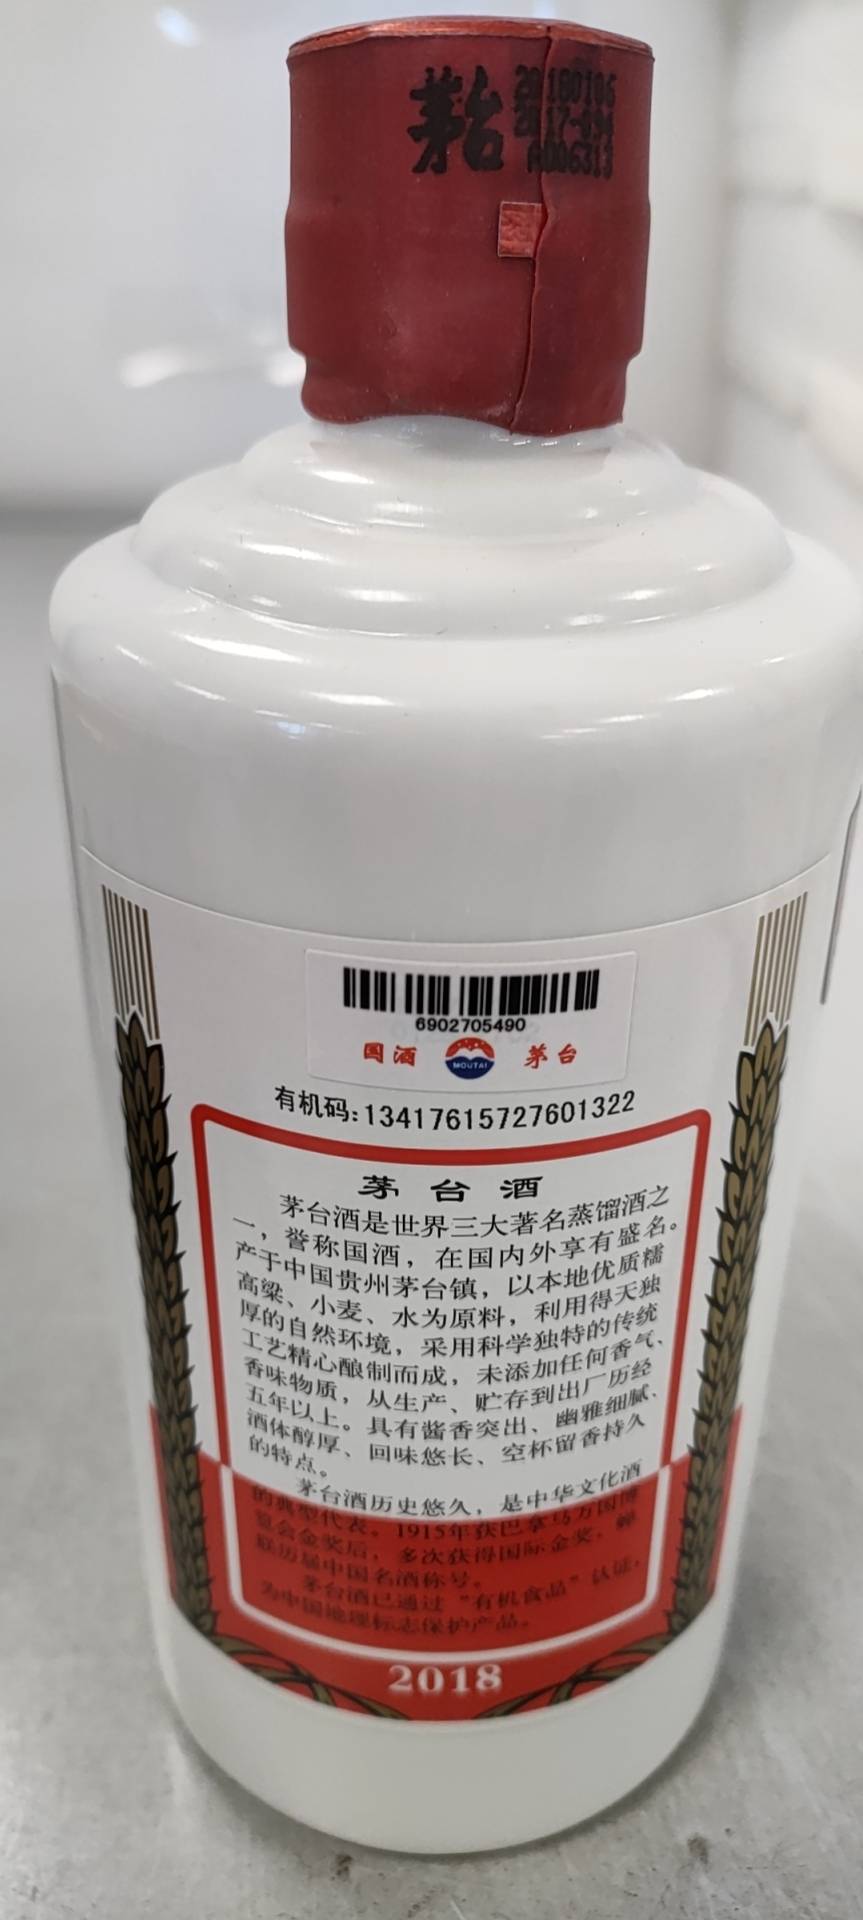 茅台
20180106
2017-094
A006313
6902705490
国酒
MOUTAI
茅台
有机码:13417615727601322
茅台酒
茅台酒是世界三大著名蒸馏酒之
一，誉称国酒，在国内外享有盛名。
产于中国贵州茅台镇，以本地优质糯
高粱、小麦、水为原料，利用得天独
厚的自然环境，采用科学独特的传统
工艺精心酿制而成，未添加任何香气、
香味物质，从生产、贮存到出厂历经
五年以上。具有酱香突出、幽雅细腻、
酒体醇厚、回味悠长、空杯留香持久
的特点。
茅台酒历史悠久，是中华文化酒
的典型代表。1915年获巴拿马万国博
览会金奖后，多次获得国际金奖，蝉
联历届中国名酒称号。
茅台酒已通过“有机食品”认证，
为中国地理标志保护产品。
2018